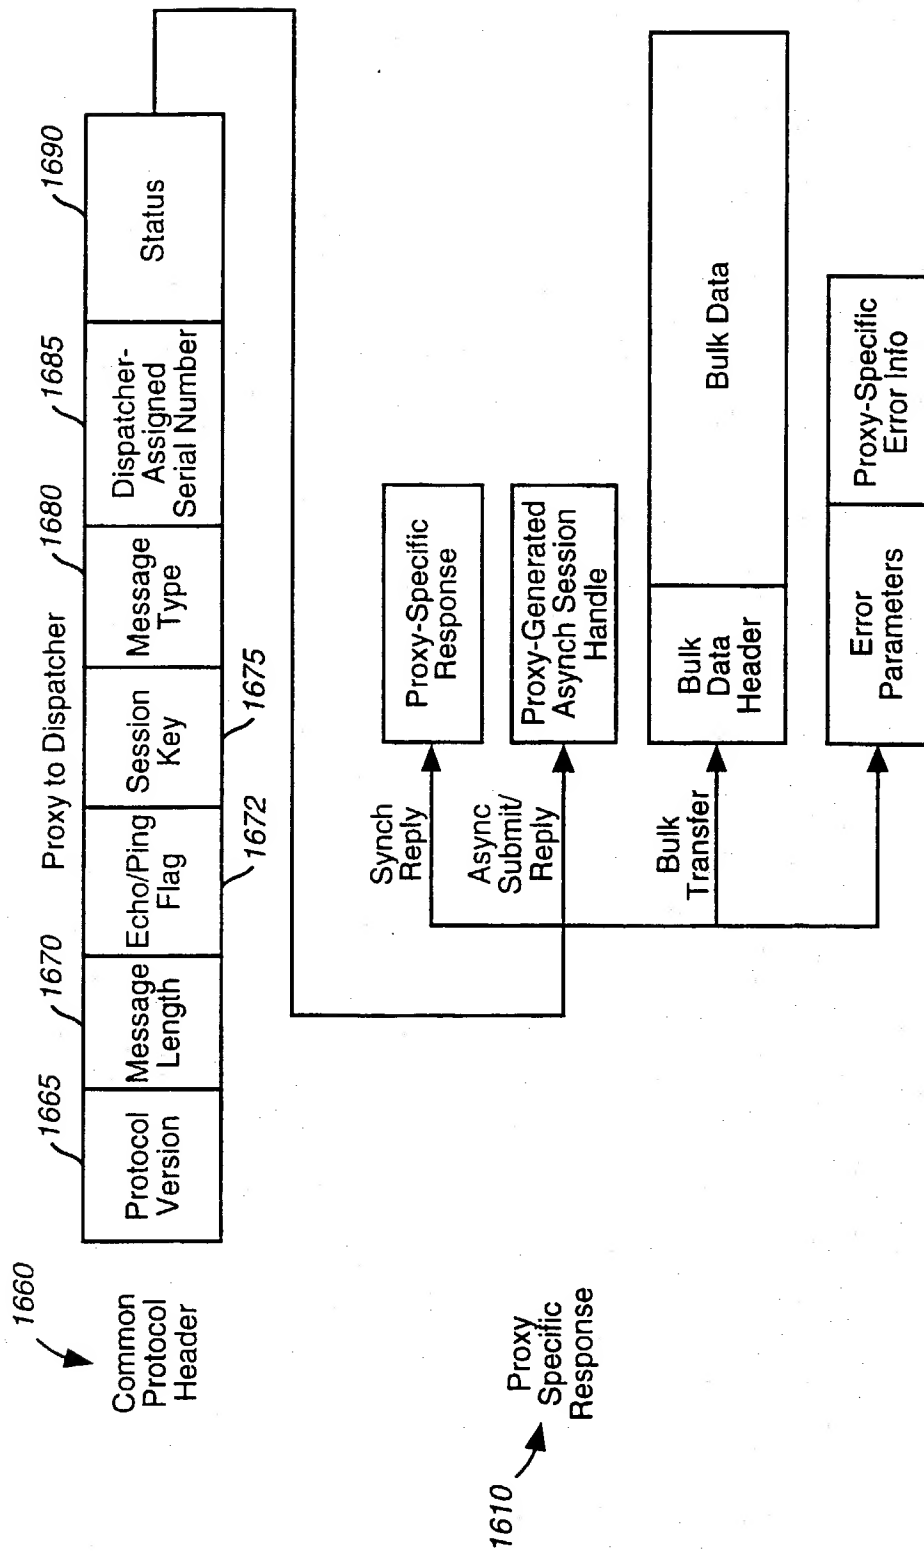 Proxy to Dispatcher
1660
1665
1670
1680
1685
1690
Common
Protocol
Header
Protocol
Version
Message
Length
Echo/Ping
Flag
Session
Key
Message
Type
Dispatcher-
Assigned
Serial Number
Status
1672
1675
1610
Proxy
Specific
Response
Synch
Reply
Proxy-Specific
Response
Async
Submit/
Reply
Proxy-Generated
Asynch Session
Handle
Bulk
Transfer
Bulk
Data
Header
Bulk Data
Error
Parameters
Proxy-Specific
Error Info